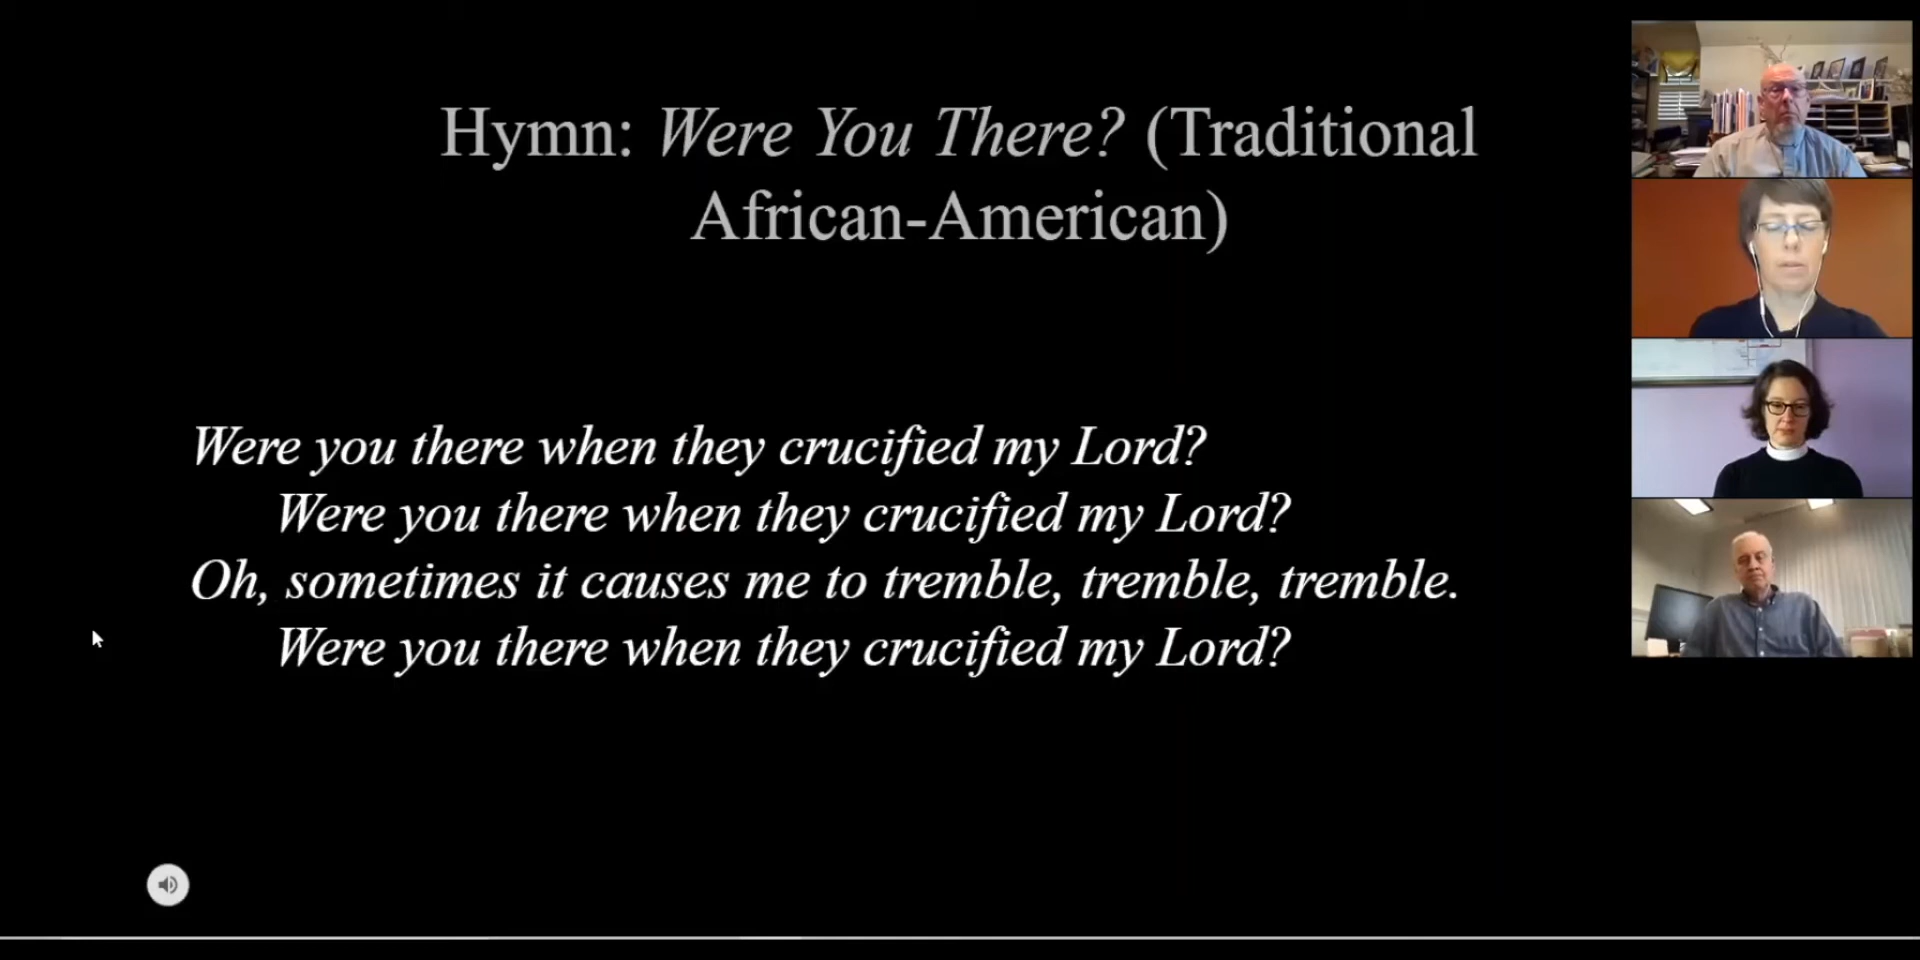 Hymn: Were You There? (Traditional
African-American)
Were you there when they crucified my Lord?
Were you there when they crucified my Lord?
Oh, sometimes it causes me to tremble, tremble, tremble.
Were you there when they crucified my Lord?